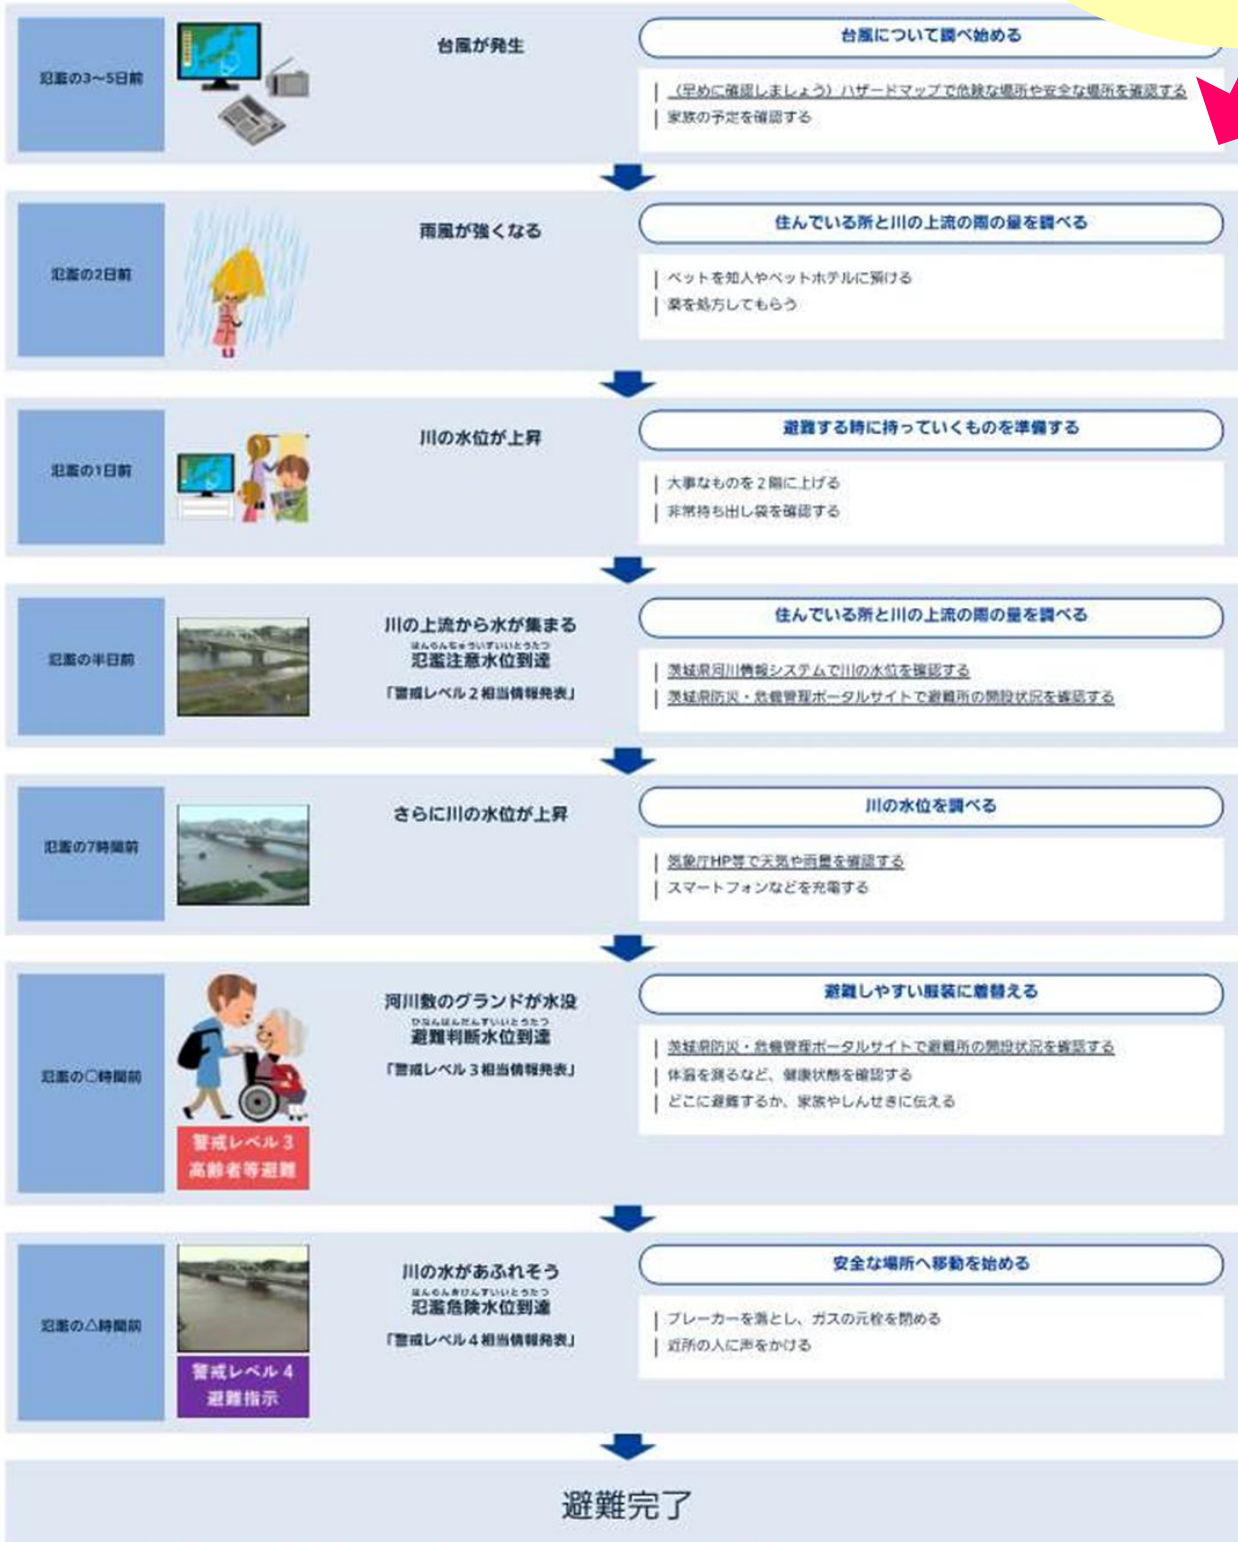 氾濫の3～5日前
台風が発生
台風について調べ始める
（早めに確認しましょう）ハザードマップで危険な場所や安全な場所を確認する
家族の予定を確認する
氾濫の2日前
雨風が強くなる
住んでいる所と川の上流の雨の量を調べる
ペットを知人やペットホテルに預ける
薬を処方してもらう
氾濫の1日前
川の水位が上昇
避難する時に持っていくものを準備する
大事なものを２階に上げる
非常持ち出し袋を確認する
氾濫の半日前
川の上流から水が集まる
はんらんちゅういすいいとうたつ
氾濫注意水位到達
「警戒レベル２相当情報発表」
住んでいる所と川の上流の雨の量を調べる
茨城県河川情報システムで川の水位を確認する
茨城県防災・危機管理ポータルサイトで避難所の開設状況を確認する
氾濫の7時間前
さらに川の水位が上昇
川の水位を調べる
気象庁HP等で天気や雨量を確認する
スマートフォンなどを充電する
氾濫の○時間前
警戒レベル３
高齢者等避難
河川敷のグランドが水没
ひなんはんだんすいいとうたつ
避難判断水位到達
「警戒レベル３相当情報発表」
避難しやすい服装に着替える
茨城県防災・危機管理ポータルサイトで避難所の開設状況を確認する
体温を測るなど、健康状態を確認する
どこに避難するか、家族やしんせきに伝える
氾濫の△時間前
警戒レベル４
避難指示
川の水があふれそう
はんらんきけんすいいとうたつ
氾濫危険水位到達
「警戒レベル４相当情報発表」
安全な場所へ移動を始める
ブレーカーを落とし、ガスの元栓を閉める
近所の人に声をかける
避難完了